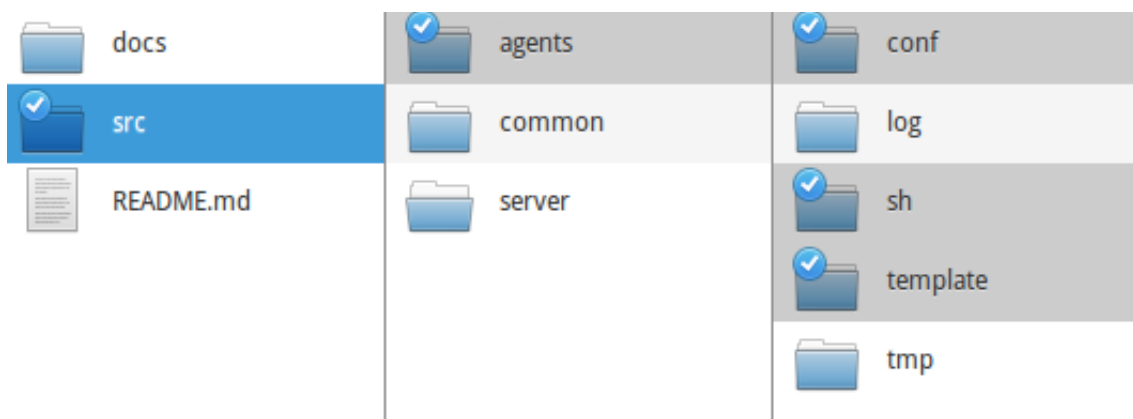 docs
src
README.md
agents
common
server
conf
log
sh
template
tmp